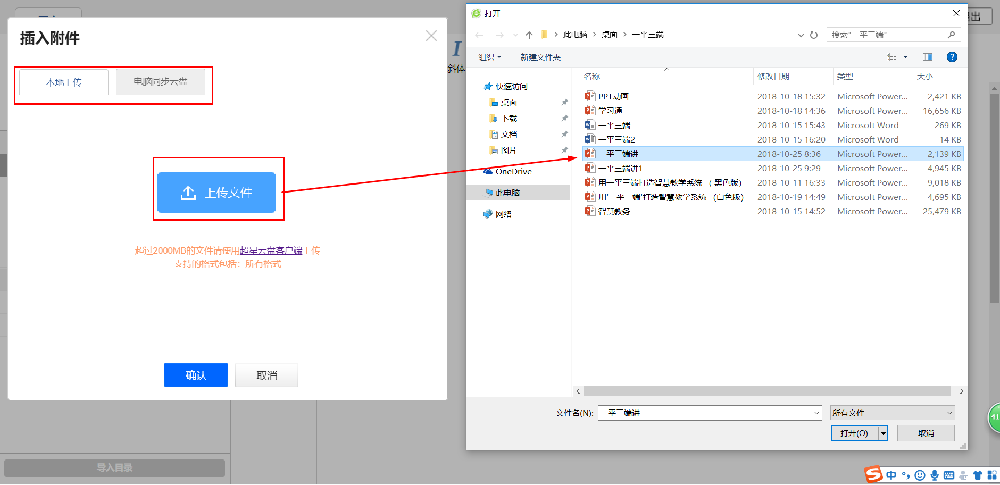 插入附件
本地上传
电脑同步云盘
上传文件
超过2000MB的文件请使用超星云盘客户端上传
支持的格式包括：所有格式
确认
取消
斜体
导入目录
打开
此电脑 > 桌面 > 一平三端
搜索"一平三端"
组织
新建文件夹
快速访问
桌面
下载
文档
图片
OneDrive
此电脑
网络
名称 修改日期 类型 大小
PPT动画 2018-10-18 15:32 Microsoft Power... 2,421 KB
学习通 2018-10-18 14:36 Microsoft Power... 16,656 KB
一平三端 2018-10-15 15:43 Microsoft Word 269 KB
一平三端2 2018-10-15 16:20 Microsoft Word 14 KB
一平三端讲 2018-10-25 8:36 Microsoft Power... 2,139 KB
一平三端讲1 2018-10-25 9:29 Microsoft Power... 4,945 KB
用一平三端打造智慧教学系统 （ 黑色版） 2018-10-11 16:33 Microsoft Power... 9,018 KB
用'一平三端'打造智慧教学系统 （白色版） 2018-10-19 14:49 Microsoft Power... 4,695 KB
智慧教务 2018-10-15 14:52 Microsoft Power... 25,479 KB
文件名(N): 一平三端讲
所有文件
打开(O)
取消
41
中